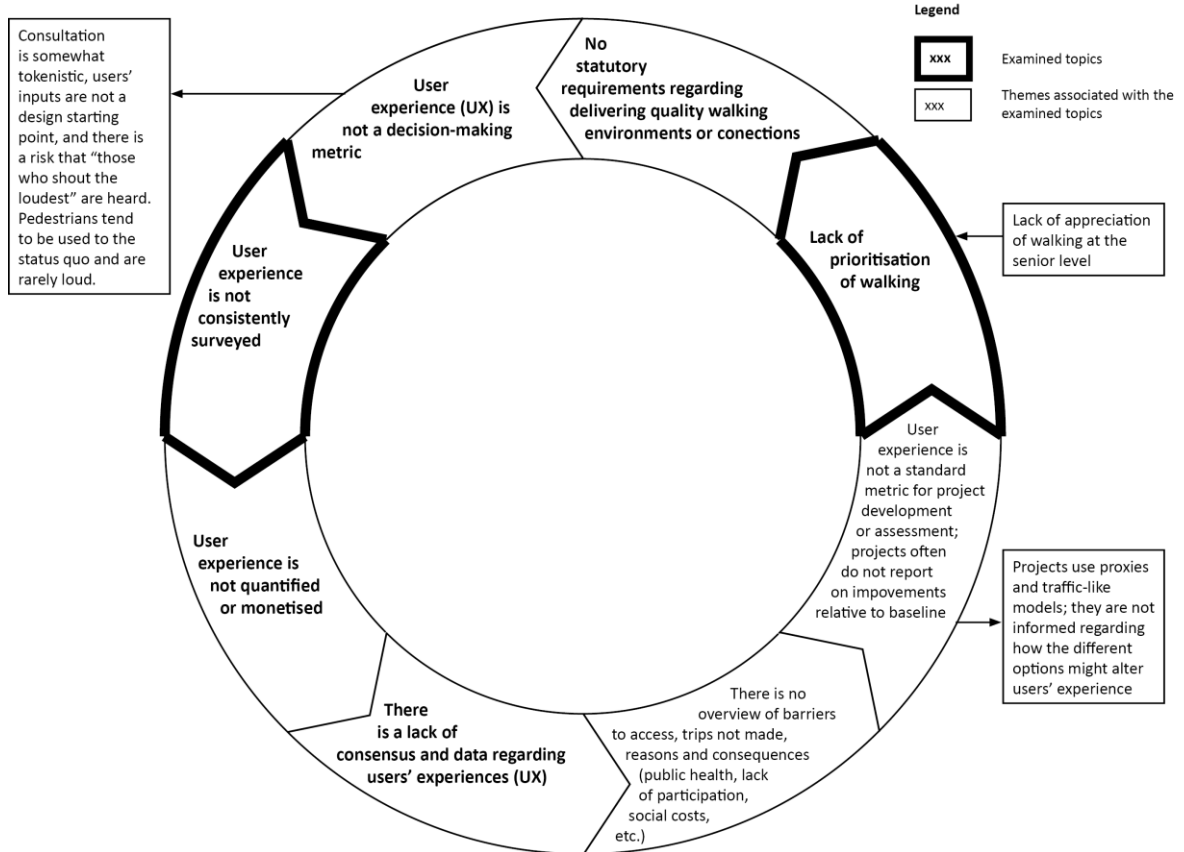 Legend
xxx
Examined topics
xxx
Themes associated with the
examined topics
Consultation
is somewhat
tokenistic, users’
inputs are not a
design starting
point, and there is
a risk that “those
who shout the
loudest” are heard.
Pedestrians tend
to be used to the
status quo and are
rarely loud.
User
experience (UX) is
not a decision-making
metric
No
statutory
requirements regarding
delivering quality walking
environments or conections
Lack of
prioritisation
of walking
Lack of appreciation
of walking at the
senior level
User
experience
is not
consistently
surveyed
User
experience is
not a standard
metric for project
development
or assessment;
projects often
do not report
on impovements
relative to baseline
Projects use proxies
and traffic-like
models; they are not
informed regarding
how the different
options might alter
users’ experience
User
experience is
not quantified
or monetised
There
is a lack of
consensus and data regarding
users’ experiences (UX)
There is no
overview of barriers
to access, trips not made,
reasons and consequences
(public health, lack
of participation,
social costs,
etc.)